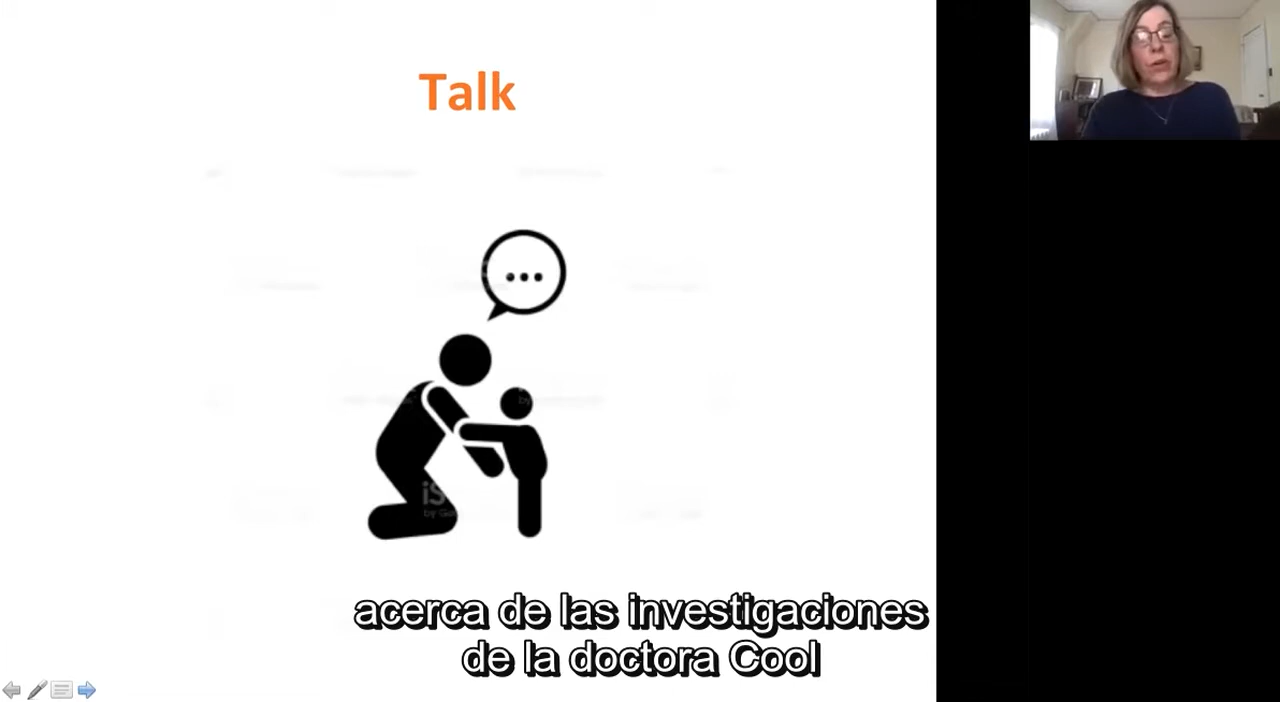 Talk
...
acerca de las investigaciones
de la doctora Cool